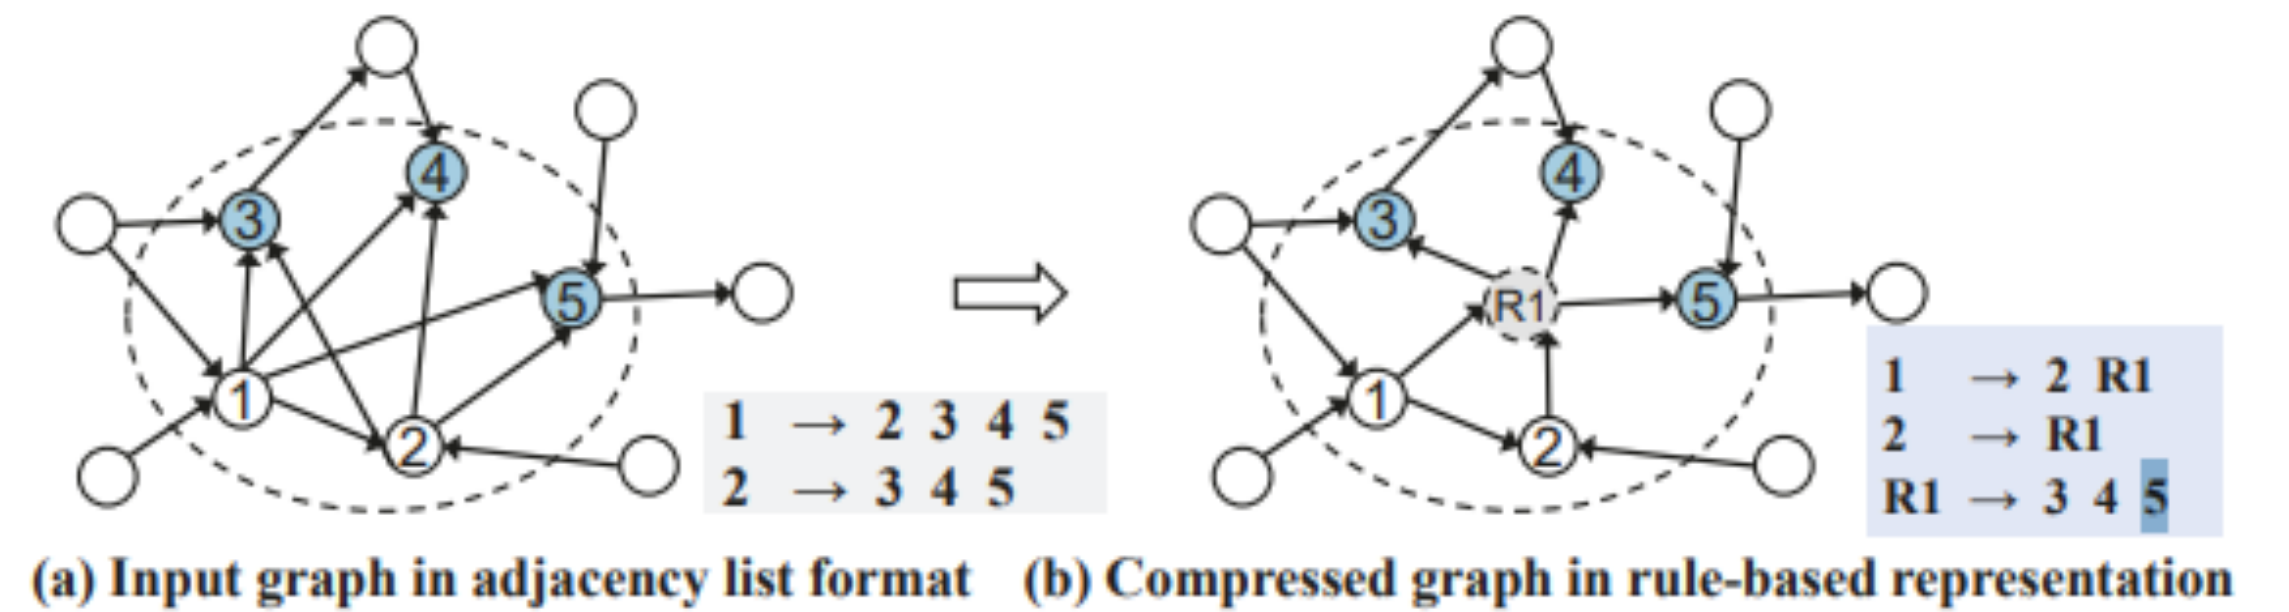 4
3
5
1
2
1 → 2 3 4 5
2 → 3 4 5
4
3
R1
5
1
2
1 → 2 R1
2 → R1
R1 → 3 4 5
(a) Input graph in adjacency list format
(b) Compressed graph in rule-based representation